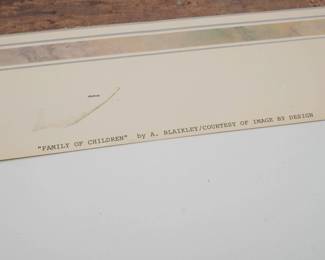 "FAMILY OF CHILDREN" by A. BLAIKLEY/COURTESY OF IMAGE BY DESIGN